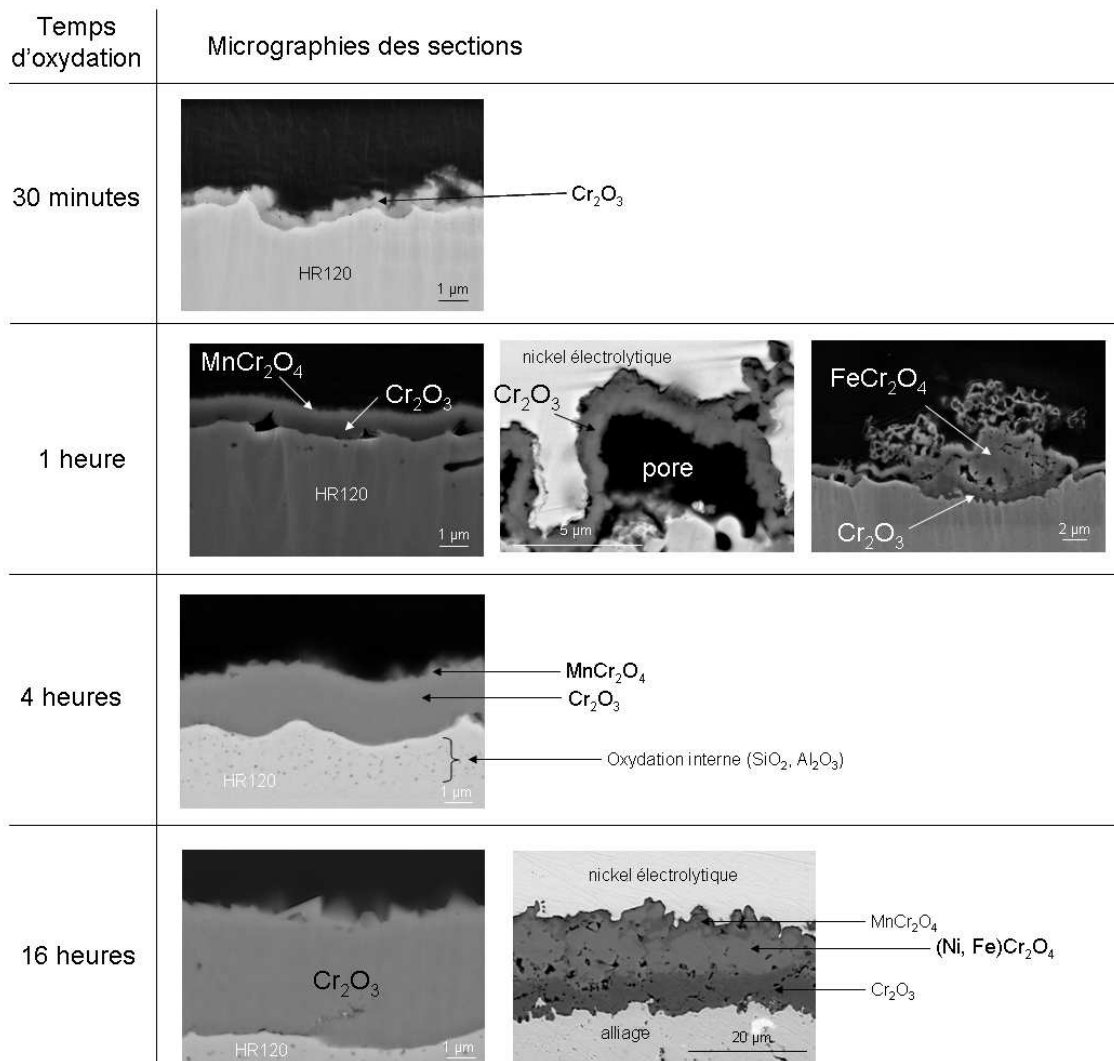 Temps
d'oxydation
Micrographies des sections
30 minutes
Cr₂O₃
HR120
1 µm
1 heure
MnCr₂O₄
Cr₂O₃
HR120
1 µm
nickel électrolytique
Cr₂O₃
pore
5 µm
FeCr₂O₄
Cr₂O₃
2 µm
4 heures
MnCr₂O₄
Cr₂O₃
Oxydation interne (SiO₂, Al₂O₃)
HR120
1 µm
16 heures
Cr₂O₃
HR120
1 µm
nickel électrolytique
MnCr₂O₄
(Ni, Fe)Cr₂O₄
Cr₂O₃
alliage
20 µm